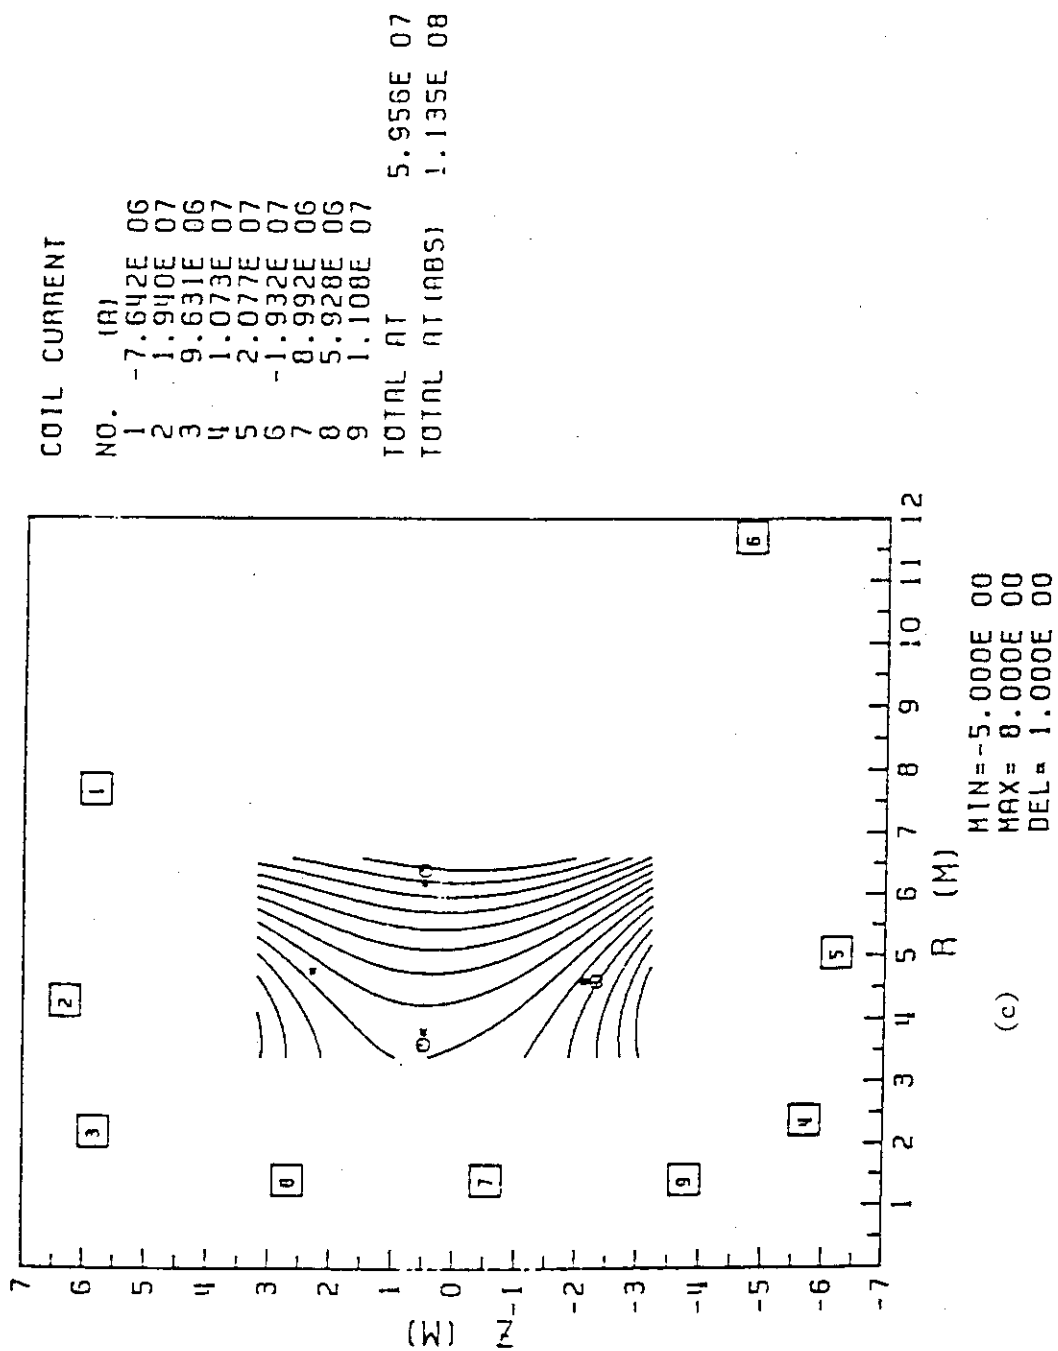 COIL CURRENT
NO. (A)
1 -7.642E 06
2 1.940E 07
3 9.631E 06
4 1.073E 07
5 2.077E 07
6 -1.932E 07
7 8.992E 06
8 5.928E 06
9 1.108E 07
TOTAL AT 5.956E 07
TOTAL AT (ABS) 1.135E 08
7
6
5
4
3
2
1
0
-1
-2
-3
-4
-5
-6
-7
Z (M)
1 2 3 4 5 6 7 8 9 10 11 12
R (M)
1
2
3
8
7
9
4
5
6
MIN=-5.000E 00
MAX= 8.000E 00
DEL= 1.000E 00
(c)